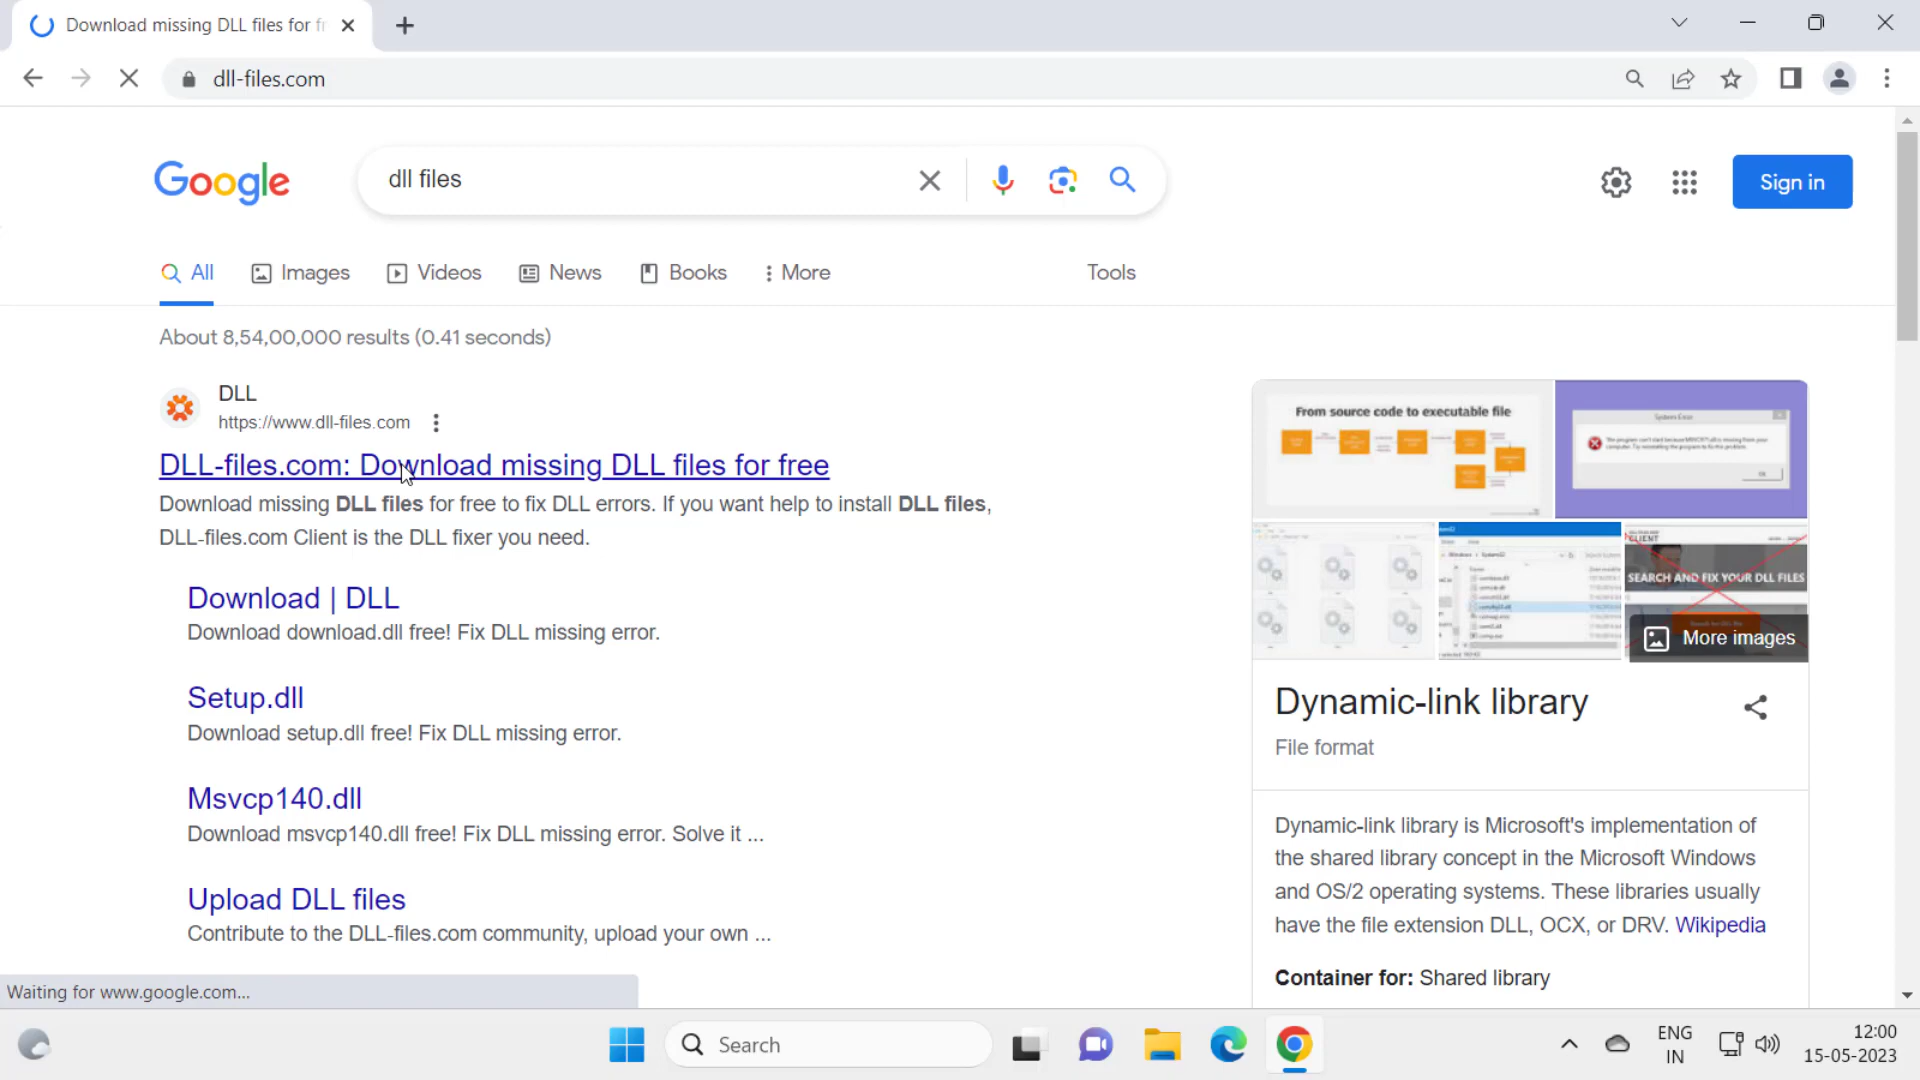 Download missing DLL files for fr
dll-files.com
Google
dll files
Sign in
All
Images
Videos
News
Books
More
Tools
About 8,54,00,000 results (0.41 seconds)
DLL
https://www.dll-files.com
DLL-files.com: Download missing DLL files for free
Download missing DLL files for free to fix DLL errors. If you want help to install DLL files,
DLL-files.com Client is the DLL fixer you need.
Download | DLL
Download download.dll free! Fix DLL missing error.
Setup.dll
Download setup.dll free! Fix DLL missing error.
Msvcp140.dll
Download msvcp140.dll free! Fix DLL missing error. Solve it ...
Upload DLL files
Contribute to the DLL-files.com community, upload your own ...
From source code to executable file
System Error
CLIENT
SEARCH AND FIX YOUR DLL FILES
More images
Dynamic-link library
File format
Dynamic-link library is Microsoft's implementation of
the shared library concept in the Microsoft Windows
and OS/2 operating systems. These libraries usually
have the file extension DLL, OCX, or DRV. Wikipedia
Container for: Shared library
Waiting for www.google.com...
Search
ENG
IN
12:00
15-05-2023